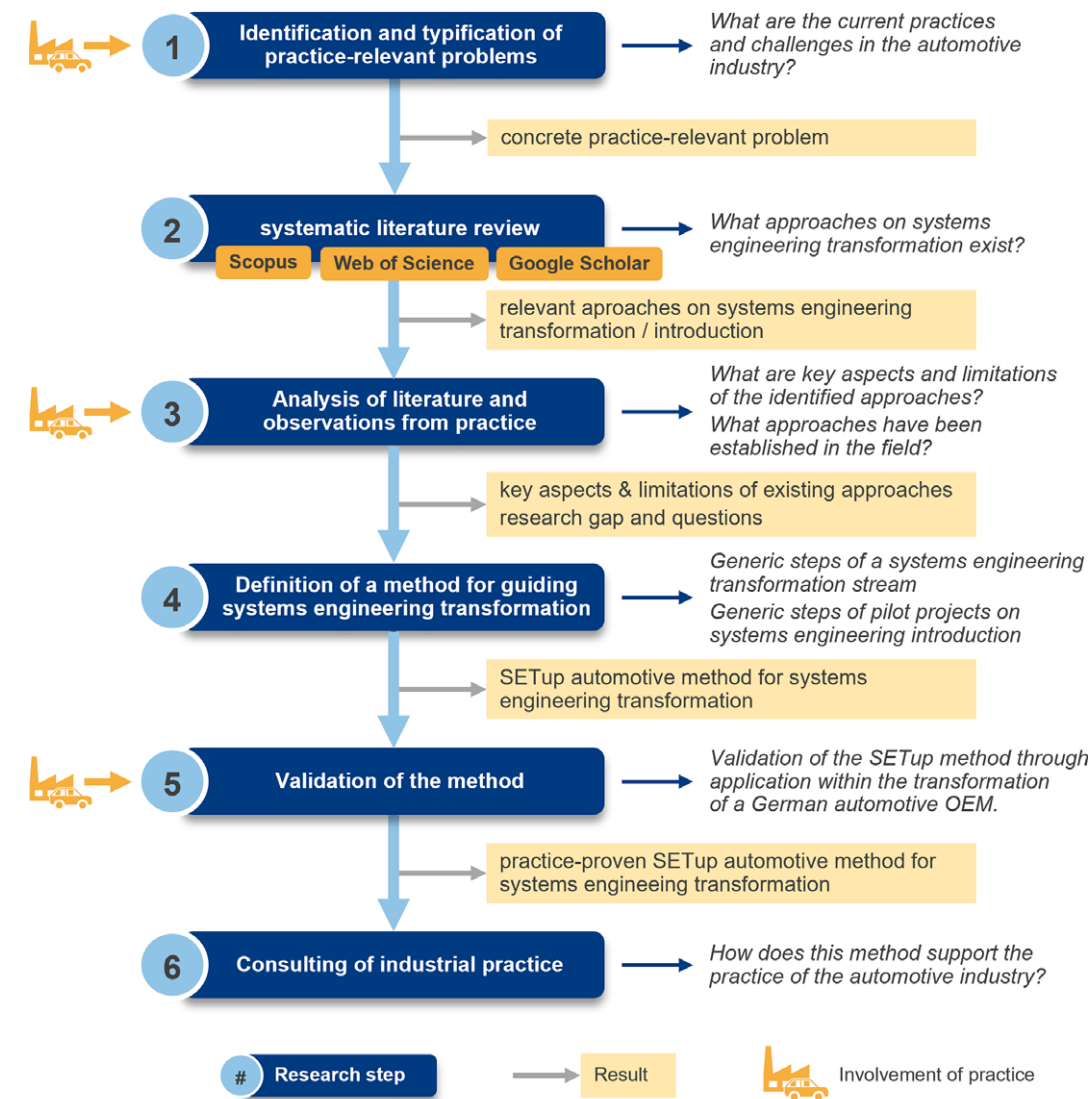 1
Identification and typification of
practice-relevant problems
What are the current practices
and challenges in the automotive
industry?
concrete practice-relevant problem
2
systematic literature review
Scopus
Web of Science
Google Scholar
What approaches on systems
engineering transformation exist?
relevant aproaches on systems engineering
transformation / introduction
3
Analysis of literature and
observations from practice
What are key aspects and limitations
of the identified approaches?
What approaches have been
established in the field?
key aspects & limitations of existing approaches
research gap and questions
4
Definition of a method for guiding
systems engineering transformation
Generic steps of a systems engineering
transformation stream
Generic steps of pilot projects on
systems engineering introduction
SETup automotive method for systems
engineering transformation
5
Validation of the method
Validation of the SETup method through
application within the transformation
of a German automotive OEM.
practice-proven SETup automotive method for
systems engineeing transformation
6
Consulting of industrial practice
How does this method support the
practice of the automotive industry?
# Research step
Result
Involvement of practice